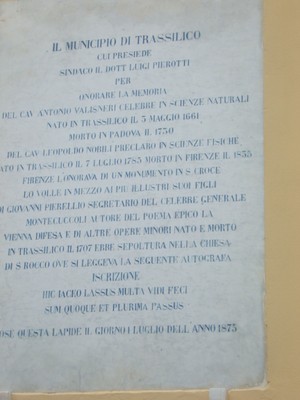 IL MUNICIPIO DI TRASSILICO
CUI PRESIEDE
SINDACO IL DOTT LUIGI PIEROTTI
PER
ONORARE LA MEMORIA
DEL CAV ANTONIO VALISNERI CELEBRE IN SCIENZE NATURALI
NATO IN TRASSILICO IL 3 MAGGIO 1661
MORTO IN PADOVA IL 1730
DEL CAV LEOPOLDO NOBILI PRECLARO IN SCIENZE FISICHE
NATO IN TRASSILICO IL 7 LUGLIO 1785 MORTO IN FIRENZE IL 1835
FIRENZE L'ONORAVA DI UN MONUMENTO IN S. CROCE
LO VOLLE IN MEZZO AI PIÙ ILLUSTRI SUOI FIGLI
DI GIOVANNI PIERELLIO SEGRETARIO DEL CELEBRE GENERALE
MONTECUCCOLI AUTORE DEL POEMA EPICO LA
VIENNA DIFESA E DI ALTRE OPERE MINORI NATO E MORTO
IN TRASSILICO IL 1707 EBBE SEPOLTURA NELLA CHIESA
DI S ROCCO OVE SI LEGGEVA LA SEGUENTE AUTOGRAFA
ISCRIZIONE
HIC JACEO LASSUS MULTA VIDI FECI
SUM QUOQUE ET PLURIMA PASSUS
POSE QUESTA LAPIDE IL GIORNO 1 LUGLIO DELL'ANNO 1875